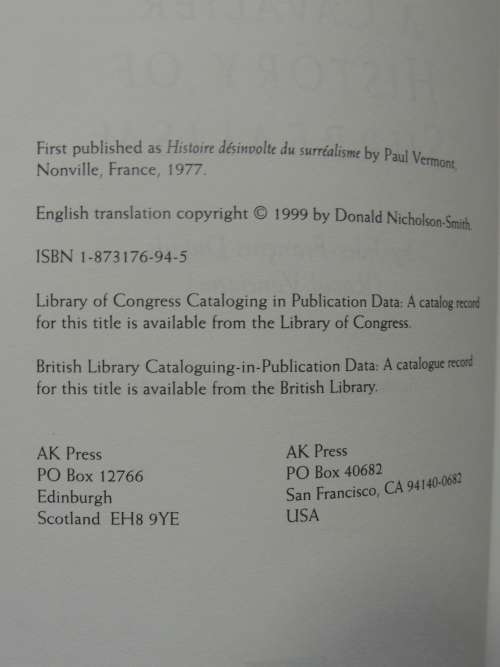 First published as Histoire désinvolte du surréalisme by Paul Vermont,
Nonville, France, 1977.
English translation copyright © 1999 by Donald Nicholson-Smith.
ISBN 1-873176-94-5
Library of Congress Cataloging in Publication Data: A catalog record
for this title is available from the Library of Congress.
British Library Cataloguing-in-Publication Data: A catalogue record
for this title is available from the British Library.
AK Press
PO Box 12766
Edinburgh
Scotland EH8 9YE
AK Press
PO Box 40682
San Francisco, CA 94140-0682
USA